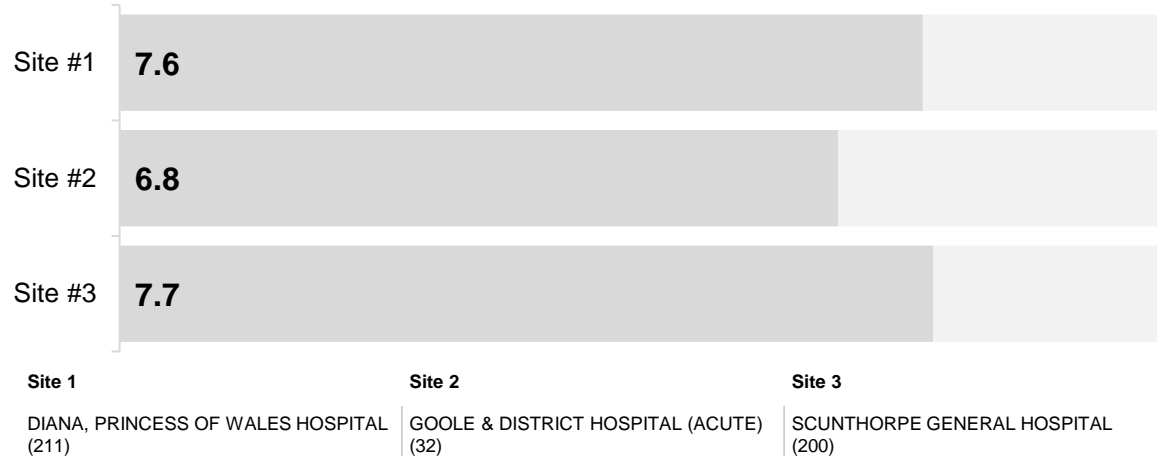 Site #1 7.6
Site #2 6.8
Site #3 7.7
Site 1 Site 2 Site 3
DIANA, PRINCESS OF WALES HOSPITAL GOOLE & DISTRICT HOSPITAL (ACUTE) SCUNTHORPE GENERAL HOSPITAL
(211) (32) (200)